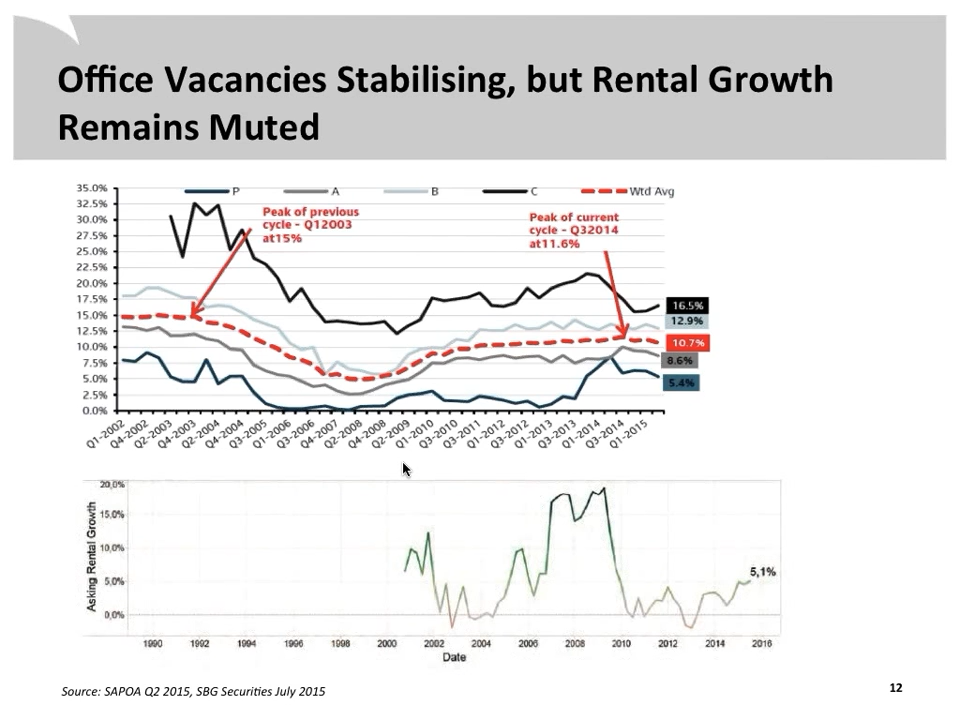 Office Vacancies Stabilising, but Rental Growth
Remains Muted
35.0%
32.5%
30.0%
27.5%
25.0%
22.5%
20.0%
17.5%
15.0%
12.5%
10.0%
7.5%
5.0%
2.5%
0.0%
P
A
B
C
Wtd Avg
Peak of previous
cycle - Q12003
at15%
Peak of current
cycle - Q32014
at11.6%
16.5%
12.9%
10.7%
8.6%
5.4%
Q1-2002
Q4-2002
Q2-2003
Q4-2003
Q2-2004
Q4-2004
Q4-2005
Q1-2006
Q3-2006
Q4-2007
Q2-2008
Q4-2008
Q2-2009
Q1-2010
Q3-2010
Q3-2011
Q1-2012
Q3-2012
Q1-2013
Q3-2013
Q1-2014
Q3-2014
Q1-2015
Asking Rental Growth
20,0%
15,0%
10,0%
5,0%
0,0%
5,1%
1990
1992
1994
1996
1998
2000
2002
2004
2006
2008
2010
2012
2014
2016
Date
Source: SAPOA Q2 2015, SBG Securities July 2015
12